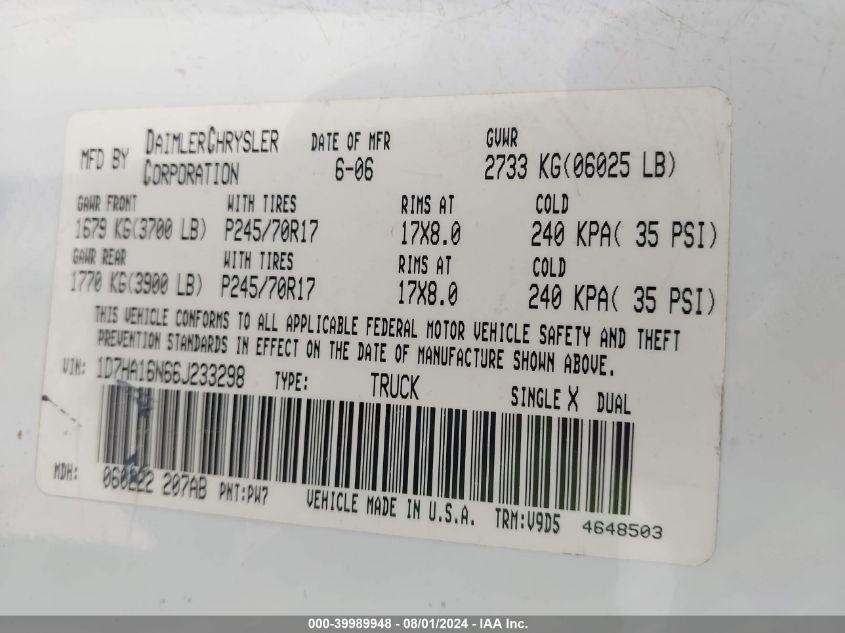 MFD BY DAIMLERCHRYSLER CORPORATION
DATE OF MFR 6-06
GVWR 2733 KG(06025 LB)
GAWR FRONT WITH TIRES RIMS AT COLD
1679 KG(3700 LB) P245/70R17 17X8.0 240 KPA( 35 PSI)
GAWR REAR WITH TIRES RIMS AT COLD
1770 KG(3900 LB) P245/70R17 17X8.0 240 KPA( 35 PSI)
THIS VEHICLE CONFORMS TO ALL APPLICABLE FEDERAL MOTOR VEHICLE SAFETY AND THEFT
PREVENTION STANDARDS IN EFFECT ON THE DATE OF MANUFACTURE SHOWN ABOVE.
VIN: 1D7HA16N66J233298 TYPE: TRUCK SINGLE X DUAL
MDH: 060222 207AB PNT:PW7 VEHICLE MADE IN U.S.A. TRM:V9D5 4648503
000-39989948 - 08/01/2024 - IAA Inc.